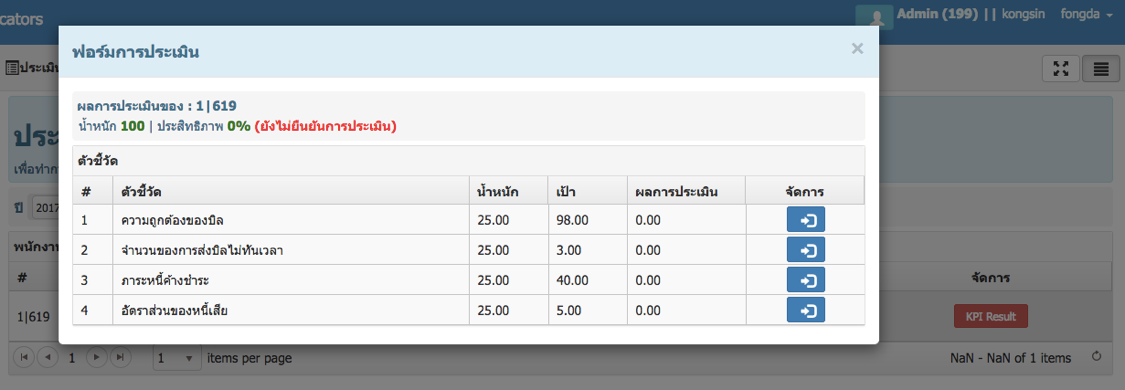 cators
Admin (199) || kongsin fongda
ฟอร์มการประเมิน
×
ประเมิน
ผลการประเมินของ : 1|619
น้ำหนัก 100 | ประสิทธิภาพ 0% (ยังไม่ยืนยันการประเมิน)
ประ
เพื่อทำก
ตัวชี้วัด
# ตัวชี้วัด น้ำหนัก เป้า ผลการประเมิน จัดการ
ปี 2017
1 ความถูกต้องของบิล 25.00 98.00 0.00
2 จำนวนของการส่งบิลไม่ทันเวลา 25.00 3.00 0.00
พนักงาน
3 ภาระหนี้ค้างชำระ 25.00 40.00 0.00
# จัดการ
4 อัตราส่วนของหนี้เสีย 25.00 5.00 0.00
1|619 KPI Result
1 1 items per page NaN - NaN of 1 items